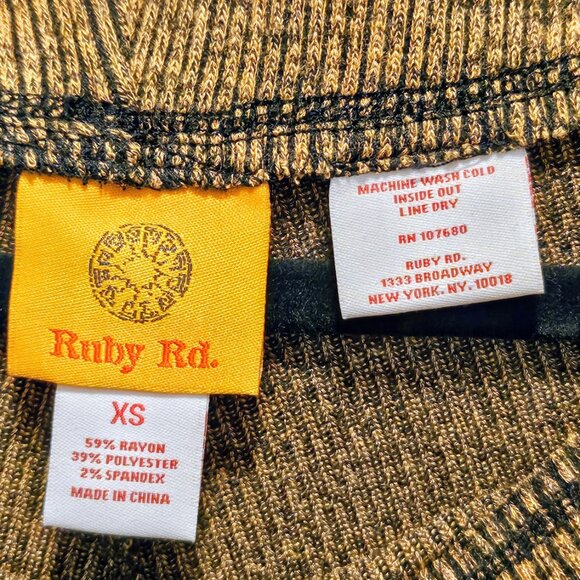 Ruby Rd.
XS
59% RAYON
39% POLYESTER
2% SPANDEX
MADE IN CHINA
MACHINE WASH COLD
INSIDE OUT
LINE DRY
RN 107680
RUBY RD.
1333 BROADWAY
NEW YORK. NY. 10018